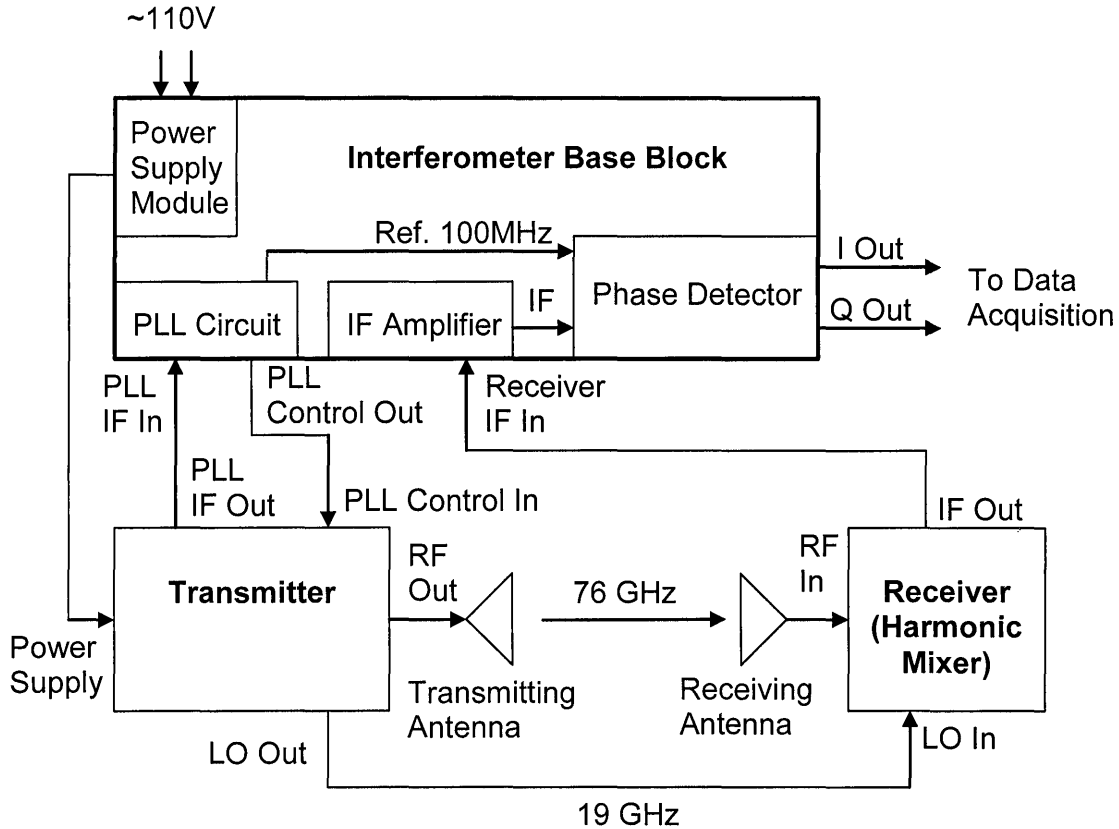 ~110V
Power
Supply
Module
Interferometer Base Block
Ref. 100MHz
I Out
Phase Detector
To Data
Acquisition
IF
PLL Circuit
IF Amplifier
Q Out
PLL
IF In
PLL
Control Out
Receiver
IF In
PLL
IF Out
PLL Control In
IF Out
RF
Out
RF
In
Transmitter
76 GHz
Receiver
(Harmonic
Mixer)
Power
Supply
Transmitting
Antenna
Receiving
Antenna
LO Out
LO In
19 GHz